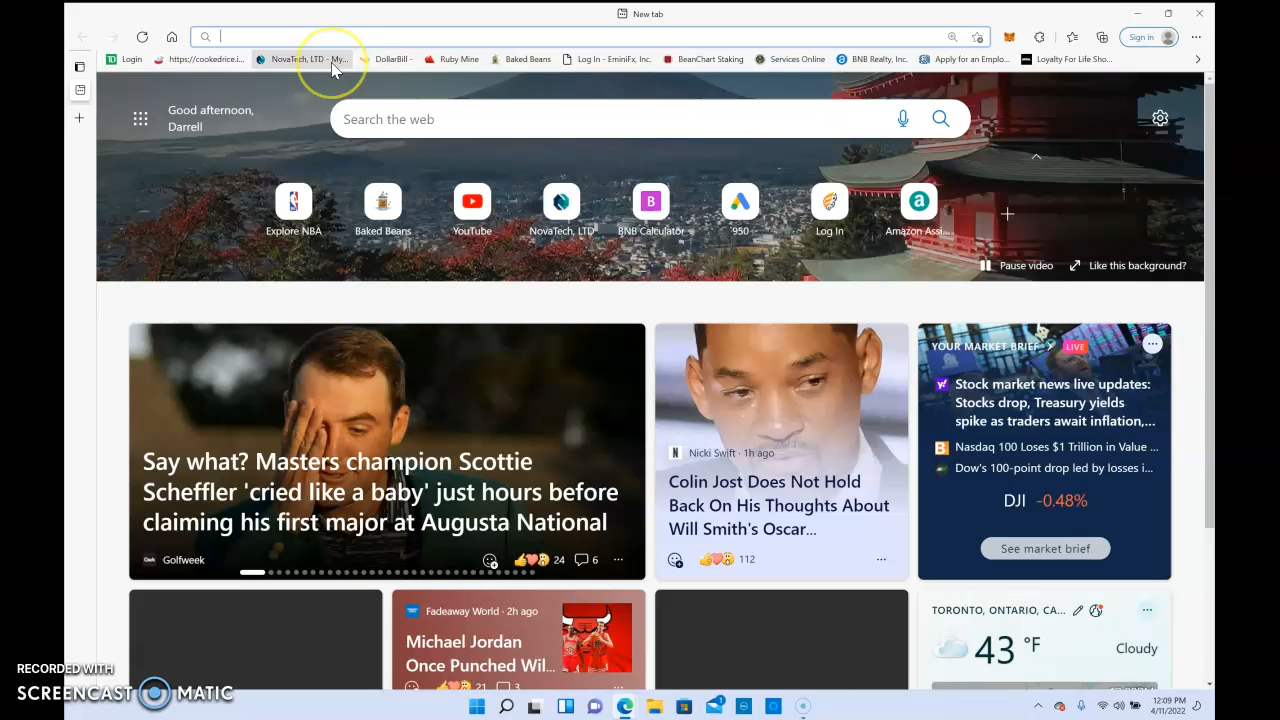 New tab
Sign in
Login
https://cookedrice.i...
NovaTech, LTD - My...
DollarBill -
Ruby Mine
Baked Beans
Log In - EminiFx, Inc.
BeanChart Staking
Services Online
BNB Realty, Inc.
Apply for an Emplo...
Loyalty For Life Sho...
Good afternoon,
Darrell
Search the web
Explore NBA
Baked Beans
YouTube
NovaTech, LTD
BNB Calculator
950
Log In
Amazon Assi...
Pause video
Like this background?
Say what? Masters champion Scottie
Scheffler 'cried like a baby' just hours before
claiming his first major at Augusta National
Golfweek
24
6
Nicki Swift · 1h ago
Colin Jost Does Not Hold
Back On His Thoughts About
Will Smith's Oscar...
112
YOUR MARKET BRIEF
LIVE
Stock market news live updates:
Stocks drop, Treasury yields
spike as traders await inflation,...
Nasdaq 100 Loses $1 Trillion in Value ...
Dow's 100-point drop led by losses i...
DJI -0.48%
See market brief
Fadeaway World · 2h ago
Michael Jordan
Once Punched Wil...
21
3
TORONTO, ONTARIO, CA...
43 °F
Cloudy
RECORDED WITH
SCREENCAST MATIC
12:09 PM
4/11/2022